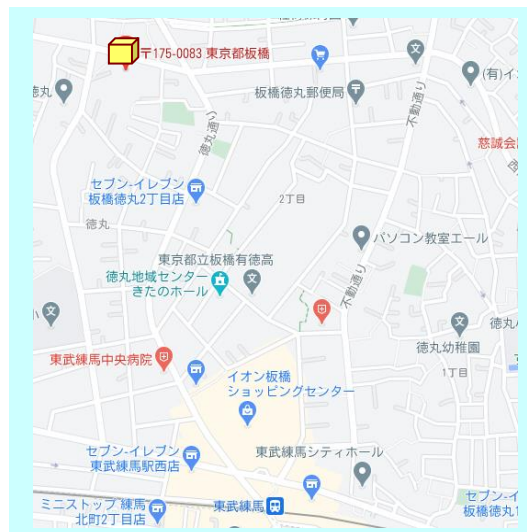 〒175-0083 東京都板橋
板橋徳丸郵便局
不動通り
(有)イ
徳丸
徳丸通り
慈誠会
西
セブン-イレブン
板橋徳丸2丁目店
2丁目
徳丸
パソコン教室エール
東京都立板橋有徳高
徳丸地域センター
きたのホール
不動通り
小
徳丸
徳丸幼稚園
東武練馬中央病院
1丁目
イオン板橋
ショッピングセンター
セブン-イレブン
東武練馬駅西店
東武練馬シティホール
ミニストップ 練馬
北町2丁目店
東武練馬
セブン-イ
板橋徳丸1